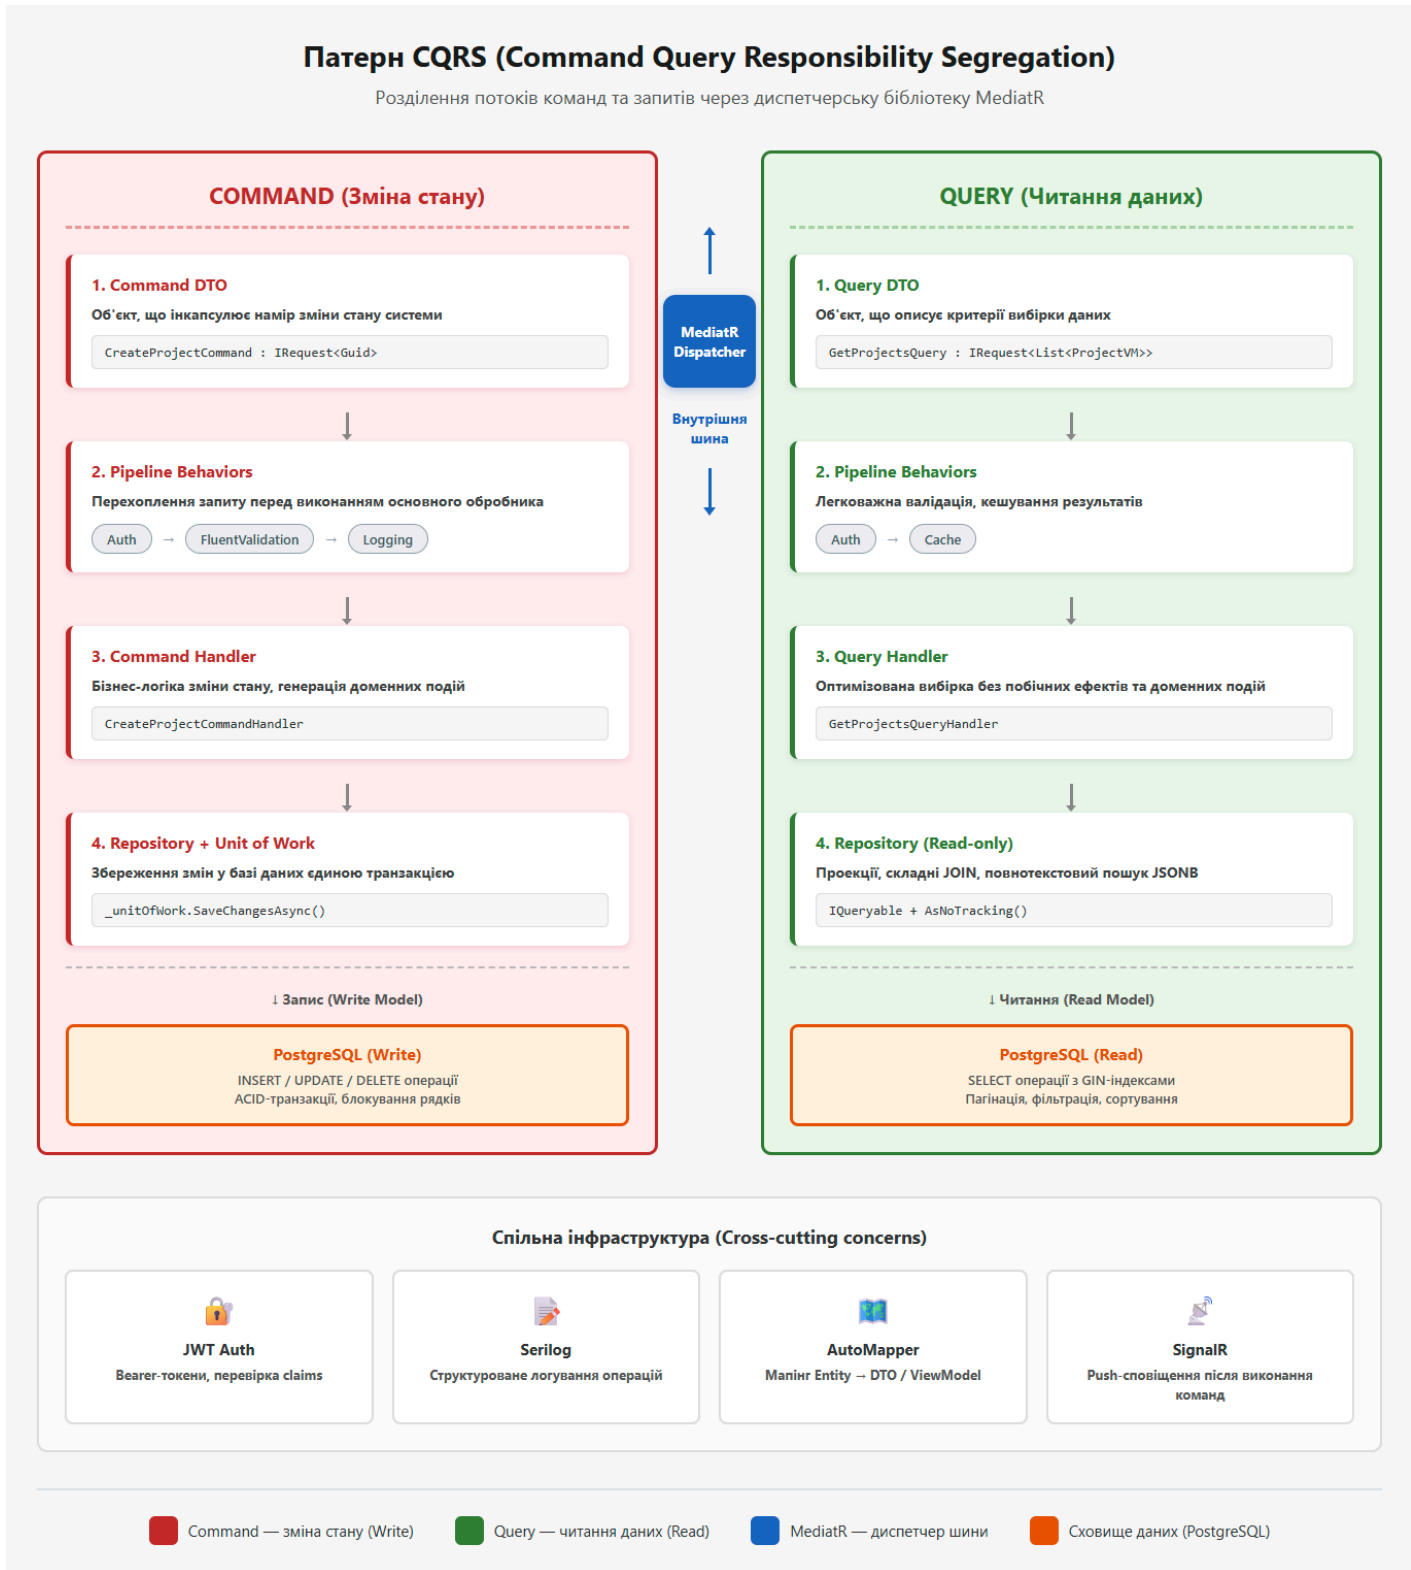 Патерн CQRS (Command Query Responsibility Segregation)
Розділення потоків команд та запитів через диспетчерську бібліотеку MediatR
COMMAND (Зміна стану)
1. Command DTO
Об'єкт, що інкапсулює намір зміни стану системи
CreateProjectCommand : IRequest<Guid>
2. Pipeline Behaviors
Перехоплення запиту перед виконанням основного обробника
Auth → FluentValidation → Logging
3. Command Handler
Бізнес-логіка зміни стану, генерація доменних подій
CreateProjectCommandHandler
4. Repository + Unit of Work
Збереження змін у базі даних єдиною транзакцією
_unitOfWork.SaveChangesAsync()
↓ Запис (Write Model)
PostgreSQL (Write)
INSERT / UPDATE / DELETE операції
ACID-транзакції, блокування рядків
MediatR
Dispatcher
Внутрішня
шина
QUERY (Читання даних)
1. Query DTO
Об'єкт, що описує критерії вибірки даних
GetProjectsQuery : IRequest<List<ProjectVM>>
2. Pipeline Behaviors
Легковажна валідація, кешування результатів
Auth → Cache
3. Query Handler
Оптимізована вибірка без побічних ефектів та доменних подій
GetProjectsQueryHandler
4. Repository (Read-only)
Проекції, складні JOIN, повнотекстовий пошук JSONB
IQueryable + AsNoTracking()
↓ Читання (Read Model)
PostgreSQL (Read)
SELECT операції з GIN-індексами
Пагінація, фільтрація, сортування
Спільна інфраструктура (Cross-cutting concerns)
JWT Auth
Bearer-токени, перевірка claims
Serilog
Структуроване логування операцій
AutoMapper
Мапінг Entity → DTO / ViewModel
SignalR
Push-сповіщення після виконання
команд
Command — зміна стану (Write)
Query — читання даних (Read)
MediatR — диспетчер шини
Сховище даних (PostgreSQL)